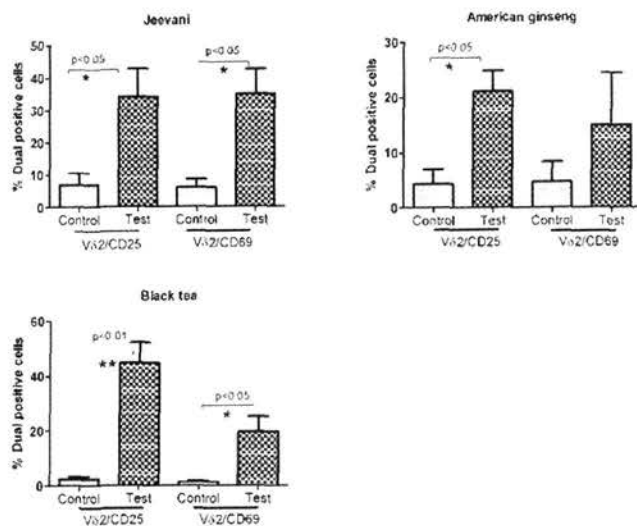 Jeevani
% Dual positive cells
50
40
30
20
10
0
p<0.05
*
p<0.05
*
Control Test Control Test
Vδ2/CD25 Vδ2/CD69
American ginseng
% Dual positive cells
30
20
10
0
p<0.05
*
Control Test Control Test
Vδ2/CD25 Vδ2/CD69
Black tea
% Dual positive cells
60
40
20
0
p<0.01
**
p<0.05
*
Control Test Control Test
Vδ2/CD25 Vδ2/CD69